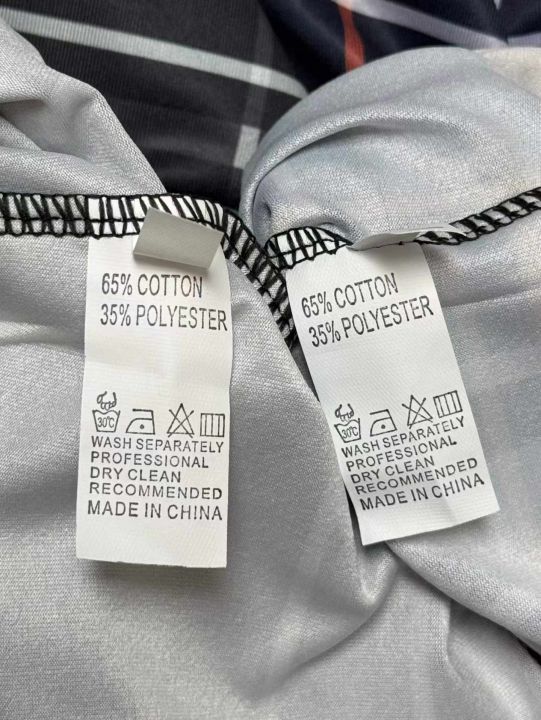 65% COTTON
35% POLYESTER
30℃
WASH SEPARATELY
PROFESSIONAL
DRY CLEAN
RECOMMENDED
MADE IN CHINA
65% COTTON
35% POLYESTER
30℃
WASH SEPARATELY
PROFESSIONAL
DRY CLEAN
RECOMMENDED
MADE IN CHINA